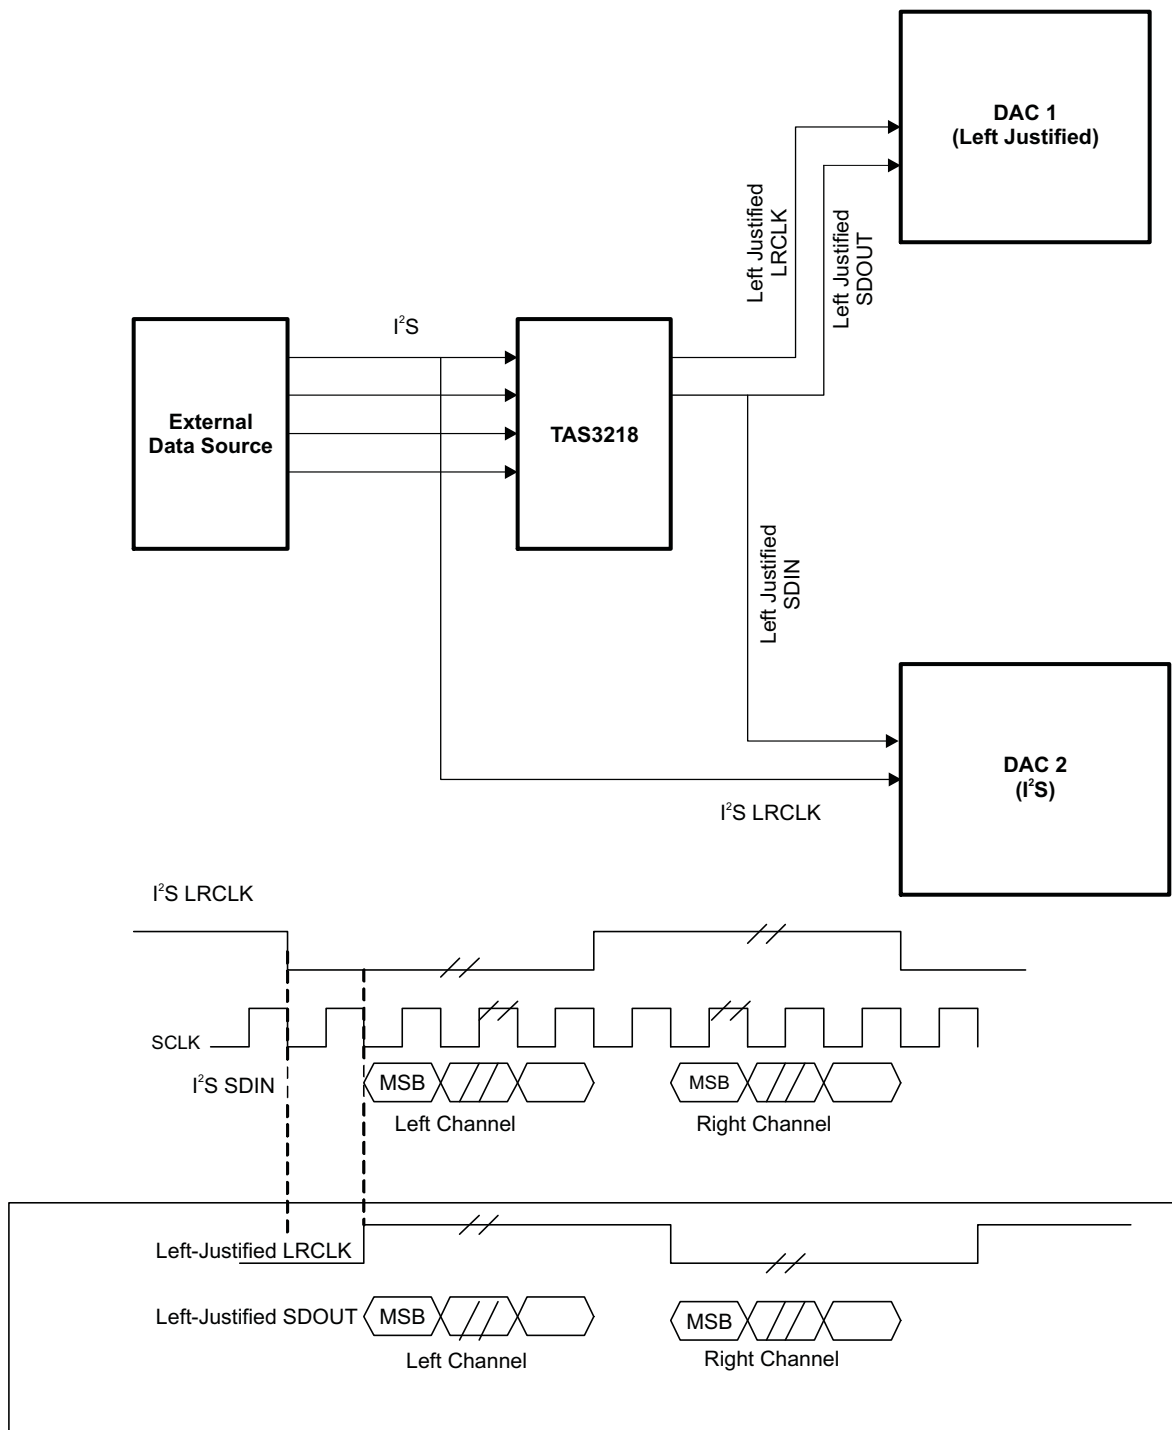 DAC 1
(Left Justified)
Left Justified
LRCLK
Left Justified
SDOUT
I²S
External
Data Source
TAS3218
Left Justified
SDIN
DAC 2
(I²S)
I²S LRCLK
I²S LRCLK
SCLK
I²S SDIN
MSB
MSB
Left Channel
Right Channel
Left-Justified LRCLK
Left-Justified SDOUT
MSB
MSB
Left Channel
Right Channel